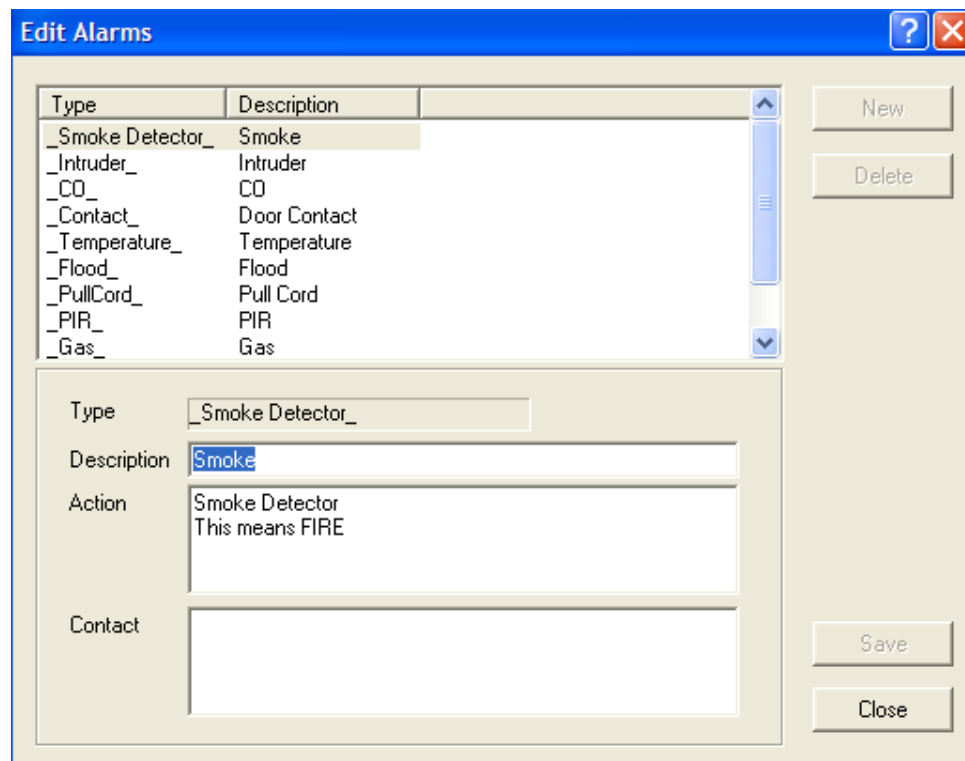 Edit Alarms
Type Description
_Smoke Detector_ Smoke
_Intruder_ Intruder
_CO_ CO
_Contact_ Door Contact
_Temperature_ Temperature
_Flood_ Flood
_PullCord_ Pull Cord
_PIR_ PIR
_Gas_ Gas
New
Delete
Type _Smoke Detector_
Description Smoke
Action Smoke Detector
This means FIRE
Contact
Save
Close